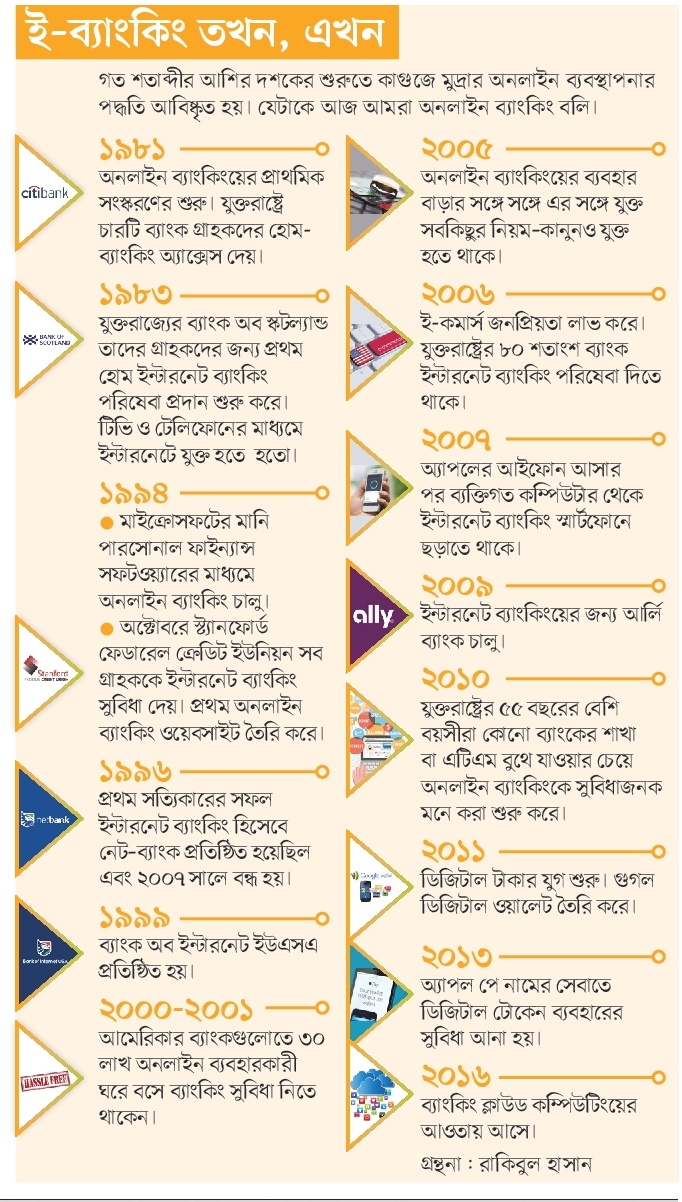 ই-ব্যাংকিং তখন, এখন
গত শতাব্দীর আশির দশকের শুরুতে কাগুজে মুদ্রার অনলাইন ব্যবস্থাপনার
পদ্ধতি আবিষ্কৃত হয়। যেটাকে আজ আমরা অনলাইন ব্যাংকিং বলি।
citibank
১৯৮১
অনলাইন ব্যাংকিংয়ের প্রাথমিক
সংস্করণের শুরু। যুক্তরাষ্ট্রে
চারটি ব্যাংক গ্রাহকদের হোম-
ব্যাংকিং অ্যাক্সেস দেয়।
BANK OF
SCOTLAND
১৯৮৩
যুক্তরাজ্যের ব্যাংক অব স্কটল্যান্ড
তাদের গ্রাহকদের জন্য প্রথম
হোম ইন্টারনেট ব্যাংকিং
পরিষেবা প্রদান শুরু করে।
টিভি ও টেলিফোনের মাধ্যমে
ইন্টারনেটে যুক্ত হতে হতো।
১৯৯৪
● মাইক্রোসফটের মানি
পারসোনাল ফাইন্যান্স
সফটওয়্যারের মাধ্যমে
অনলাইন ব্যাংকিং চালু।
● অক্টোবরে স্ট্যানফোর্ড
ফেডারেল ক্রেডিট ইউনিয়ন সব
গ্রাহককে ইন্টারনেট ব্যাংকিং
সুবিধা দেয়। প্রথম অনলাইন
ব্যাংকিং ওয়েবসাইট তৈরি করে।
Stanford
FEDERAL CREDIT UNION
১৯৯৬
প্রথম সত্যিকারের সফল
ইন্টারনেট ব্যাংকিং হিসেবে
নেট-ব্যাংক প্রতিষ্ঠিত হয়েছিল
এবং ২০০৭ সালে বন্ধ হয়।
netbank
১৯৯৯
ব্যাংক অব ইন্টারনেট ইউএসএ
প্রতিষ্ঠিত হয়।
Bank of Internet USA
২০০০-২০০১
আমেরিকার ব্যাংকগুলোতে ৩০
লাখ অনলাইন ব্যবহারকারী
ঘরে বসে ব্যাংকিং সুবিধা নিতে
থাকেন।
HASSLE FREE
২০০৫
অনলাইন ব্যাংকিংয়ের ব্যবহার
বাড়ার সঙ্গে সঙ্গে এর সঙ্গে যুক্ত
সবকিছুর নিয়ম-কানুনও যুক্ত
হতে থাকে।
২০০৬
ই-কমার্স জনপ্রিয়তা লাভ করে।
যুক্তরাষ্ট্রের ৮০ শতাংশ ব্যাংক
ইন্টারনেট ব্যাংকিং পরিষেবা দিতে
থাকে।
২০০৭
অ্যাপলের আইফোন আসার
পর ব্যক্তিগত কম্পিউটার থেকে
ইন্টারনেট ব্যাংকিং স্মার্টফোনে
ছড়াতে থাকে।
২০০৯
ইন্টারনেট ব্যাংকিংয়ের জন্য আর্লি
ব্যাংক চালু।
ally
২০১০
যুক্তরাষ্ট্রের ৫৫ বছরের বেশি
বয়সীরা কোনো ব্যাংকের শাখা
বা এটিএম বুথে যাওয়ার চেয়ে
অনলাইন ব্যাংকিংকে সুবিধাজনক
মনে করা শুরু করে।
২০১১
ডিজিটাল টাকার যুগ শুরু। গুগল
ডিজিটাল ওয়ালেট তৈরি করে।
Google wallet
২০১৩
অ্যাপল পে নামের সেবাতে
ডিজিটাল টোকেন ব্যবহারের
সুবিধা আনা হয়।
২০১৬
ব্যাংকিং ক্লাউড কম্পিউটিংয়ের
আওতায় আসে।
গ্রন্থনা : রাকিবুল হাসান